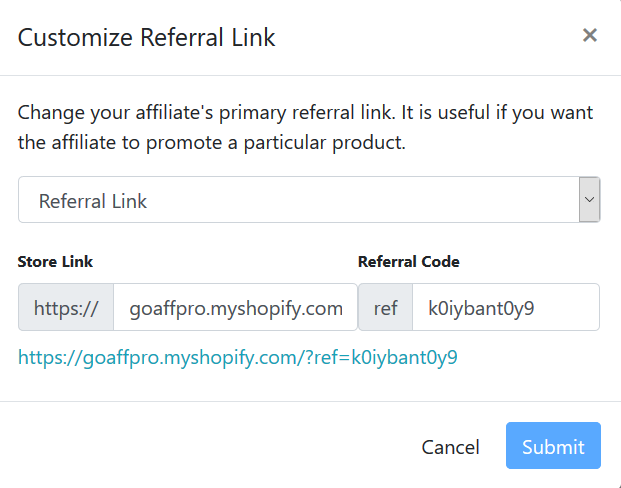 Customize Referral Link ×
Change your affiliate's primary referral link. It is useful if you want
the affiliate to promote a particular product.
Referral Link
Store Link Referral Code
https:// goaffpro.myshopify.com ref k0iybant0y9
https://goaffpro.myshopify.com/?ref=k0iybant0y9
Cancel Submit